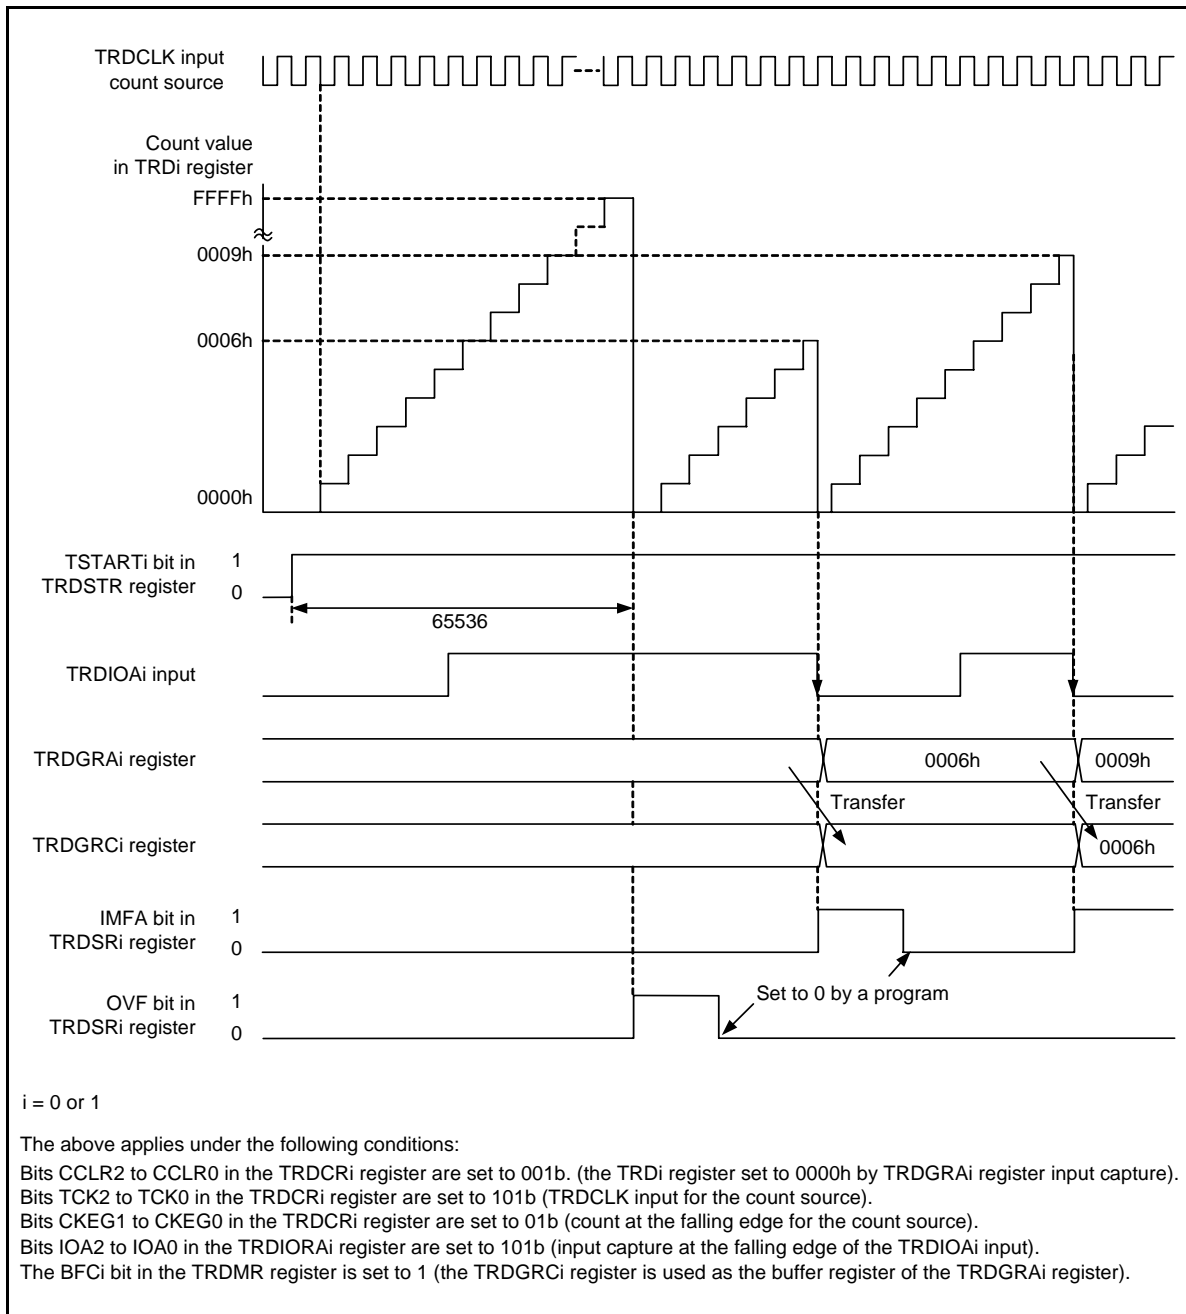 TRDCLK input
count source
Count value
in TRDi register
FFFFh
0009h
0006h
0000h
TSTARTi bit in
TRDSTR register
1
0
65536
TRDIOAi input
TRDGRAi register
0006h
0009h
Transfer
Transfer
TRDGRCi register
0006h
IMFA bit in
TRDSRi register
1
0
Set to 0 by a program
OVF bit in
TRDSRi register
1
0
i = 0 or 1
The above applies under the following conditions:
Bits CCLR2 to CCLR0 in the TRDCRi register are set to 001b. (the TRDi register set to 0000h by TRDGRAi register input capture).
Bits TCK2 to TCK0 in the TRDCRi register are set to 101b (TRDCLK input for the count source).
Bits CKEG1 to CKEG0 in the TRDCRi register are set to 01b (count at the falling edge for the count source).
Bits IOA2 to IOA0 in the TRDIORAi register are set to 101b (input capture at the falling edge of the TRDIOAi input).
The BFCi bit in the TRDMR register is set to 1 (the TRDGRCi register is used as the buffer register of the TRDGRAi register).